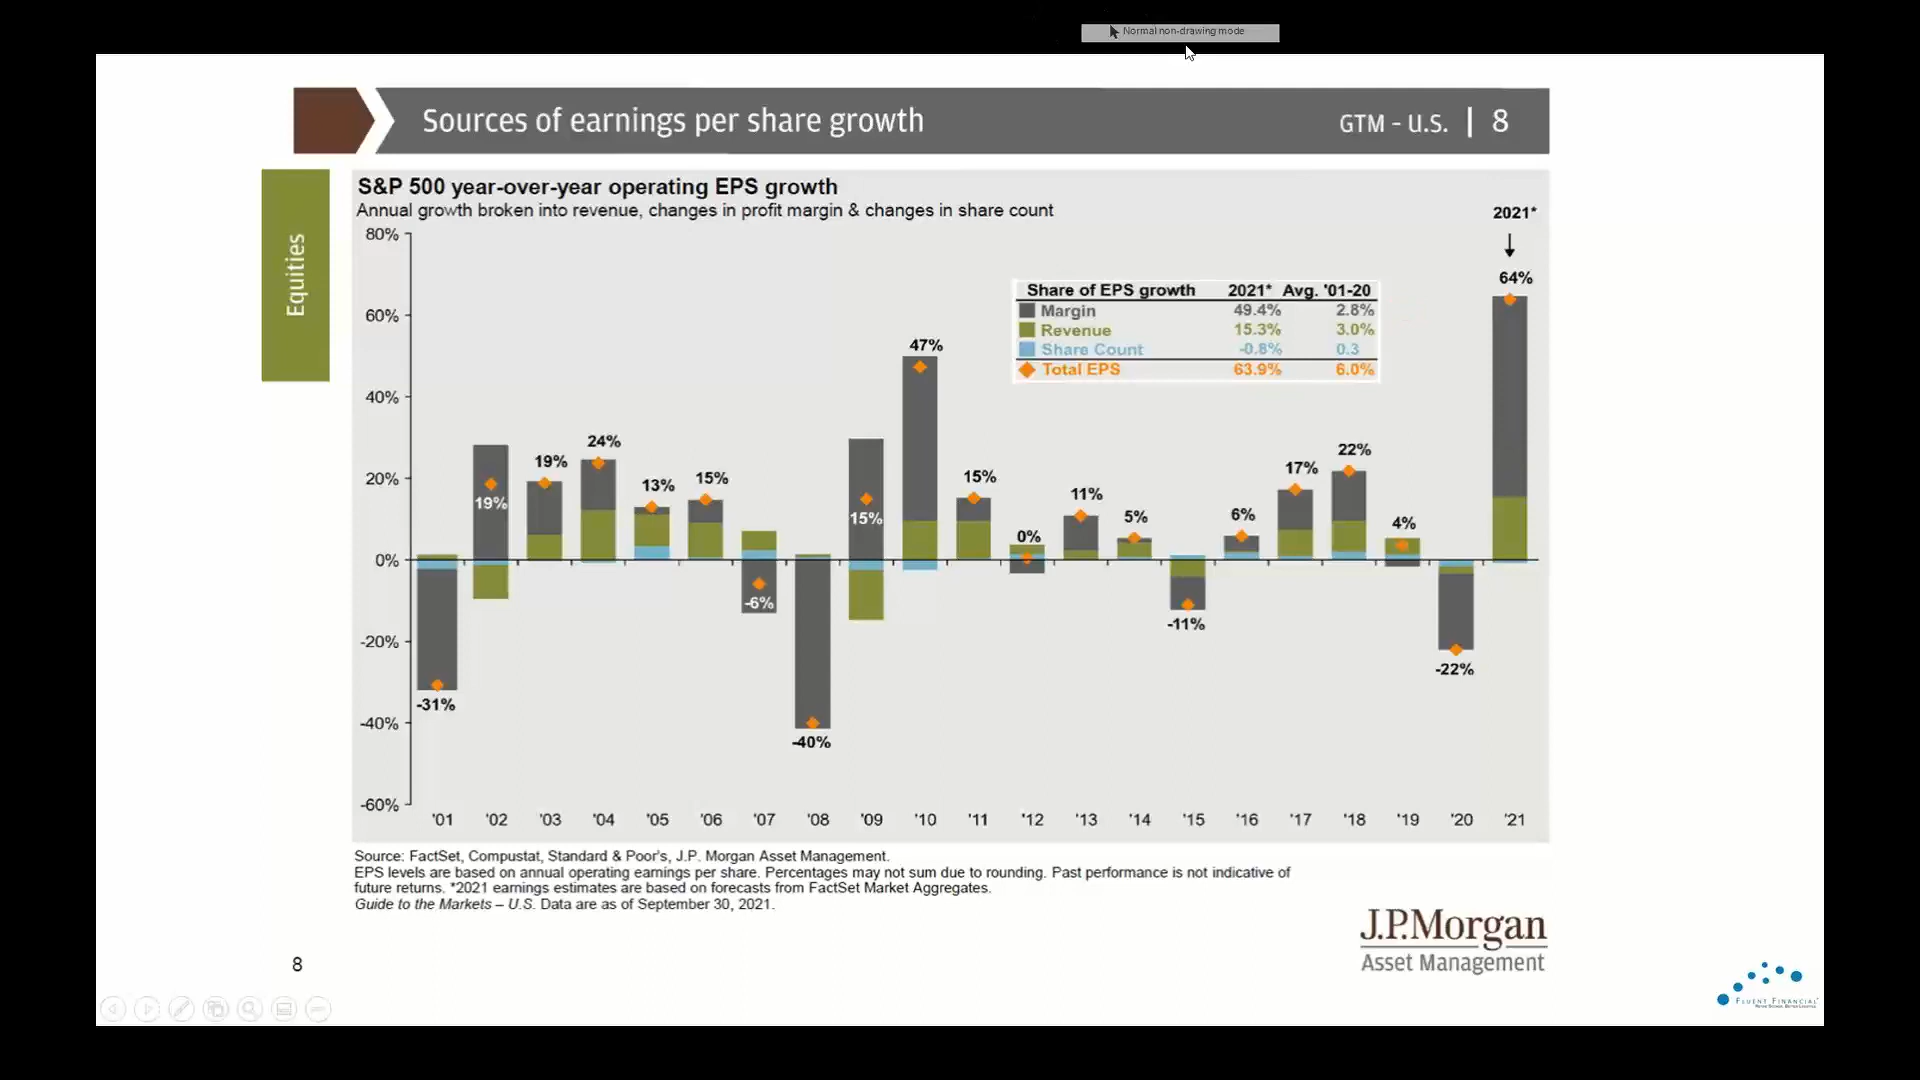 Normal non-drawing mode
Sources of earnings per share growth
GTM – U.S. | 8
Equities
S&P 500 year-over-year operating EPS growth
Annual growth broken into revenue, changes in profit margin & changes in share count
2021*
80%
60%
40%
20%
0%
-20%
-40%
-60%
Share of EPS growth 2021* Avg. '01-20
Margin 49.4% 2.8%
Revenue 15.3% 3.0%
Share Count -0.8% 0.3
Total EPS 63.9% 6.0%
-31%
19%
19%
24%
13%
15%
-6%
-40%
15%
47%
15%
0%
11%
5%
-11%
6%
17%
22%
4%
-22%
64%
'01 '02 '03 '04 '05 '06 '07 '08 '09 '10 '11 '12 '13 '14 '15 '16 '17 '18 '19 '20 '21
Source: FactSet, Compustat, Standard & Poor's, J.P. Morgan Asset Management.
EPS levels are based on annual operating earnings per share. Percentages may not sum due to rounding. Past performance is not indicative of
future returns. *2021 earnings estimates are based on forecasts from FactSet Market Aggregates.
Guide to the Markets – U.S. Data are as of September 30, 2021.
J.P.Morgan
Asset Management
8
Fluent Financial